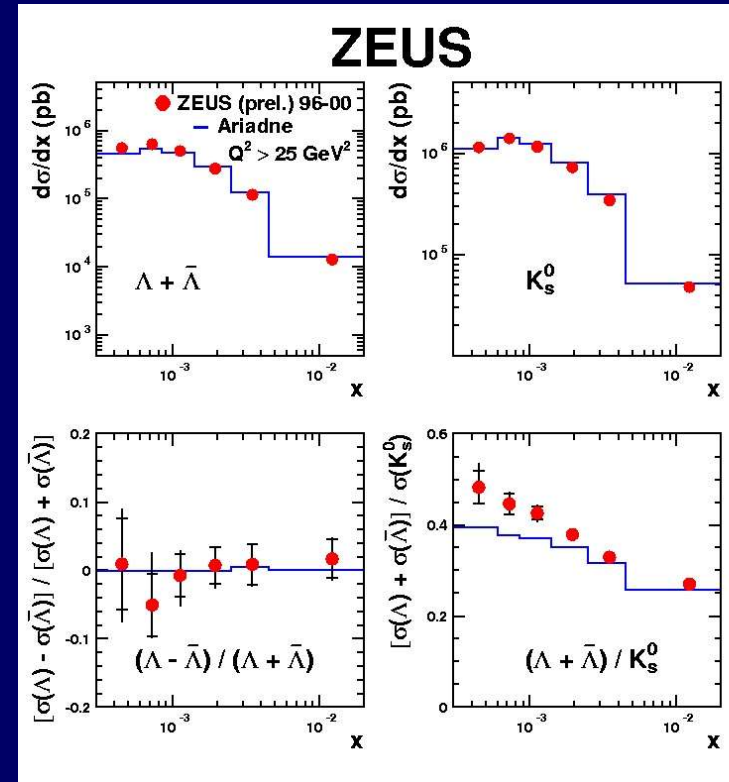 ZEUS
dσ/dx (pb)
10⁶
10⁵
10⁴
10³
ZEUS (prel.) 96-00
Ariadne
Q² > 25 GeV²
Λ + Λ̄
10⁻³
10⁻²
x
dσ/dx (pb)
10⁶
10⁵
K⁰ₛ
10⁻³
10⁻²
x
[σ(Λ) - σ(Λ̄)] / [σ(Λ) + σ(Λ̄)]
0.2
0.1
0
-0.1
-0.2
(Λ - Λ̄) / (Λ + Λ̄)
10⁻³
10⁻²
x
[σ(Λ) + σ(Λ̄)] / σ(K⁰ₛ)
0.6
0.4
0.2
0
(Λ + Λ̄) / K⁰ₛ
10⁻³
10⁻²
x